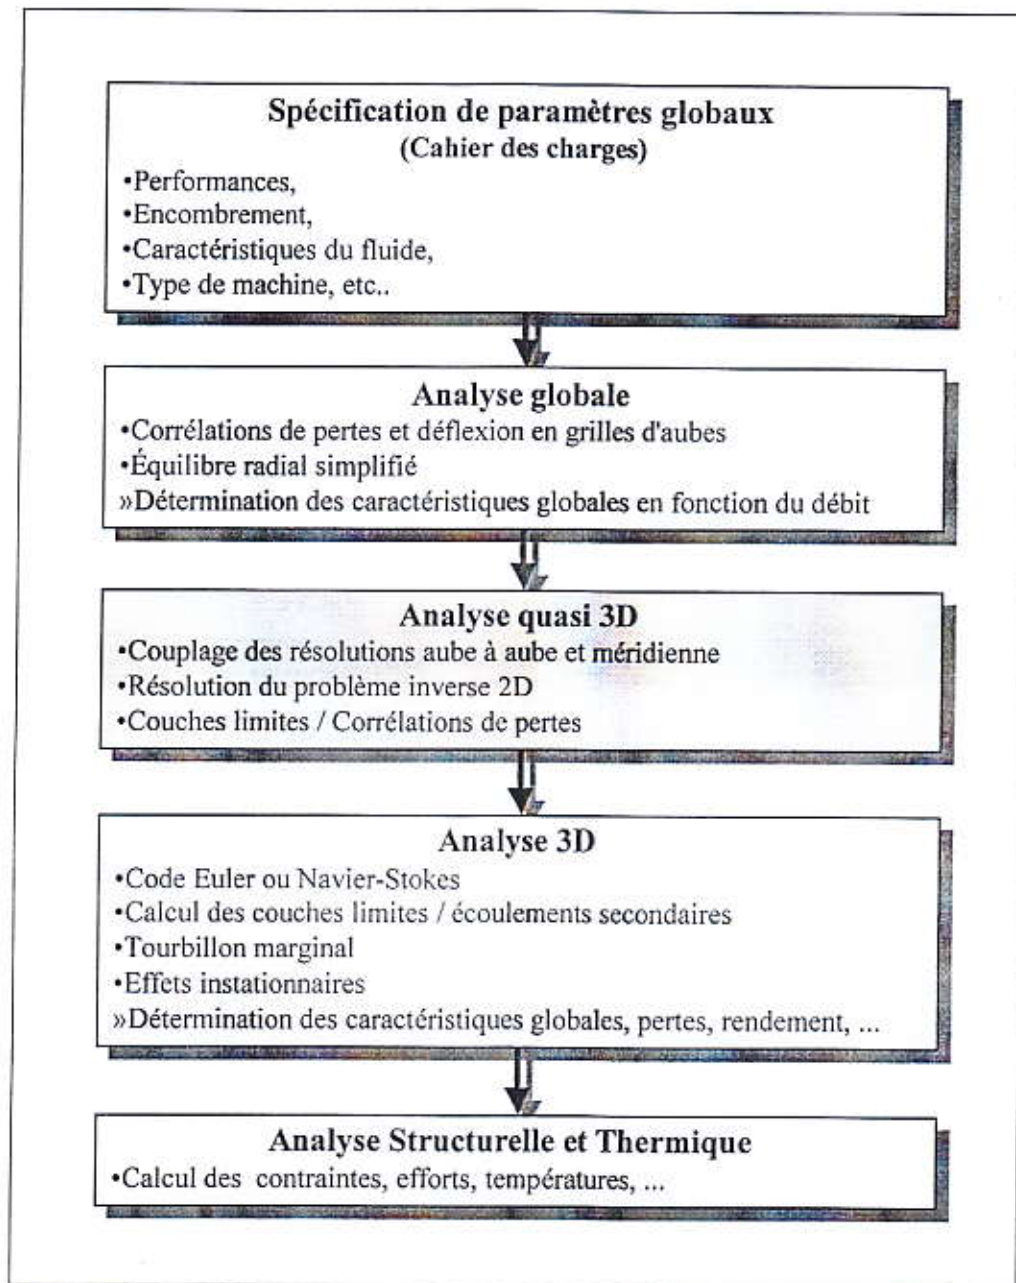 Spécification de paramètres globaux
(Cahier des charges)
•Performances,
•Encombrement,
•Caractéristiques du fluide,
•Type de machine, etc..
Analyse globale
•Corrélations de pertes et déflexion en grilles d'aubes
•Équilibre radial simplifié
»Détermination des caractéristiques globales en fonction du débit
Analyse quasi 3D
•Couplage des résolutions aube à aube et méridienne
•Résolution du problème inverse 2D
•Couches limites / Corrélations de pertes
Analyse 3D
•Code Euler ou Navier-Stokes
•Calcul des couches limites / écoulements secondaires
•Tourbillon marginal
•Effets instationnaires
»Détermination des caractéristiques globales, pertes, rendement, ...
Analyse Structurelle et Thermique
•Calcul des contraintes, efforts, températures, ...